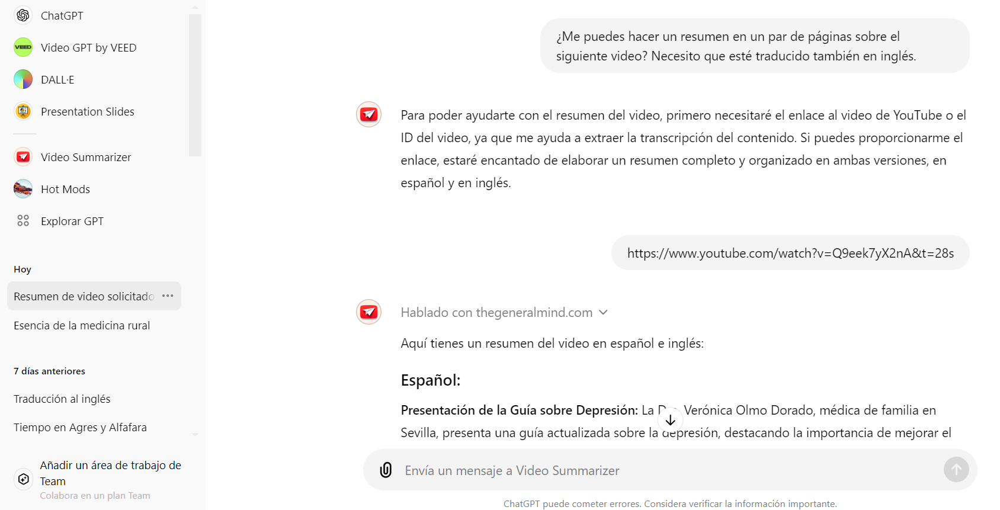 ChatGPT
VEED
Video GPT by VEED
DALL·E
Presentation Slides
Video Summarizer
Hot Mods
Explorar GPT
Hoy
Resumen de video solicitado
Esencia de la medicina rural
7 días anteriores
Traducción al inglés
Tiempo en Agres y Alfafara
Añadir un área de trabajo de
Team
Colabora en un plan Team
¿Me puedes hacer un resumen en un par de páginas sobre el
siguiente video? Necesito que esté traducido también en inglés.
Para poder ayudarte con el resumen del video, primero necesitaré el enlace al video de YouTube o el
ID del video, ya que me ayuda a extraer la transcripción del contenido. Si puedes proporcionarme el
enlace, estaré encantado de elaborar un resumen completo y organizado en ambas versiones, en
español y en inglés.
https://www.youtube.com/watch?v=Q9eek7yX2nA&t=28s
Hablado con thegeneralmind.com
Aquí tienes un resumen del video en español e inglés:
Español:
Presentación de la Guía sobre Depresión: La Verónica Olmo Dorado, médica de familia en
Sevilla, presenta una guía actualizada sobre la depresión, destacando la importancia de mejorar el
Envía un mensaje a Video Summarizer
ChatGPT puede cometer errores. Considera verificar la información importante.